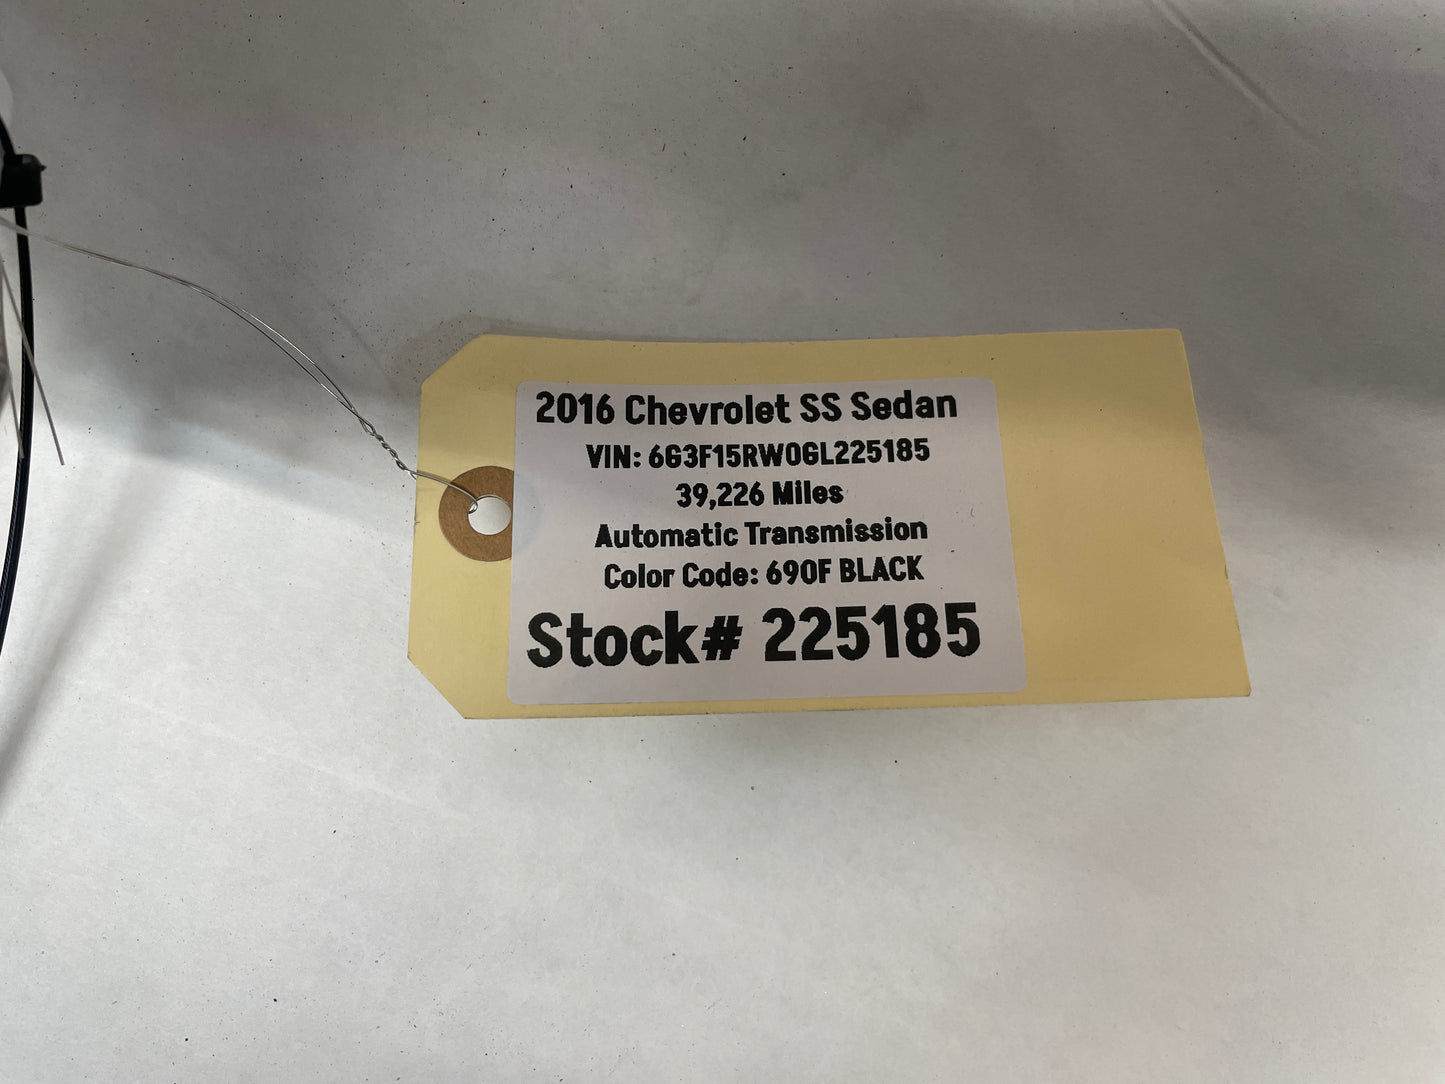 2016 Chevrolet SS Sedan
VIN: 6G3F15RW0GL225185
39,226 Miles
Automatic Transmission
Color Code: 690F BLACK
Stock# 225185